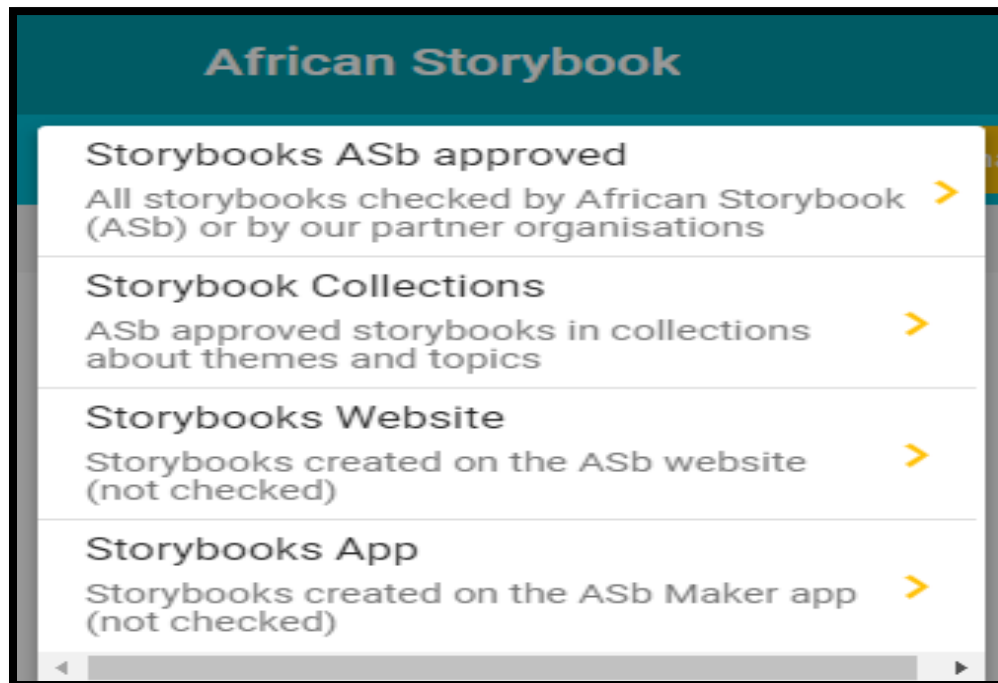 African Storybook
Storybooks ASb approved
All storybooks checked by African Storybook
(ASb) or by our partner organisations
Storybook Collections
ASb approved storybooks in collections
about themes and topics
Storybooks Website
Storybooks created on the ASb website
(not checked)
Storybooks App
Storybooks created on the ASb Maker app
(not checked)